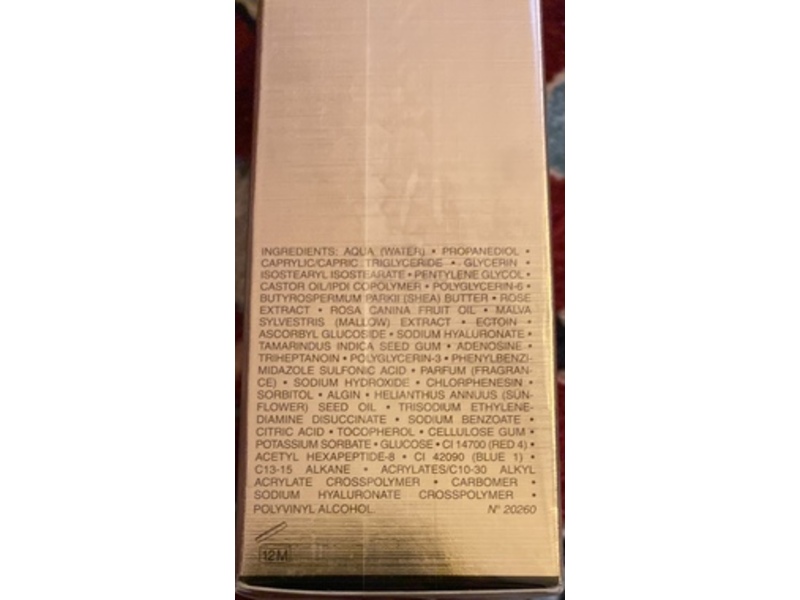 INGREDIENTS: AQUA (WATER) • PROPANEDIOL •
CAPRYLIC/CAPRIC TRIGLYCERIDE • GLYCERIN •
ISOSTEARYL ISOSTEARATE • PENTYLENE GLYCOL •
CASTOR OIL/IPDI COPOLYMER • POLYGLYCERIN-6 •
BUTYROSPERMUM PARKII (SHEA) BUTTER • ROSE
EXTRACT • ROSA CANINA FRUIT OIL • MALVA
SYLVESTRIS (MALLOW) EXTRACT • ECTOIN •
ASCORBYL GLUCOSIDE • SODIUM HYALURONATE •
TAMARINDUS INDICA SEED GUM • ADENOSINE •
TRIHEPTANOIN • POLYGLYCERIN-3 • PHENYLBENZI-
MIDAZOLE SULFONIC ACID • PARFUM (FRAGRAN-
CE) • SODIUM HYDROXIDE • CHLORPHENESIN •
SORBITOL • ALGIN • HELIANTHUS ANNUUS (SUN-
FLOWER) SEED OIL • TRISODIUM ETHYLENE-
DIAMINE DISUCCINATE • SODIUM BENZOATE •
CITRIC ACID • TOCOPHEROL • CELLULOSE GUM •
POTASSIUM SORBATE • GLUCOSE • CI 14700 (RED 4) •
ACETYL HEXAPEPTIDE-8 • CI 42090 (BLUE 1) •
C13-15 ALKANE • ACRYLATES/C10-30 ALKYL
ACRYLATE CROSSPOLYMER • CARBOMER •
SODIUM HYALURONATE CROSSPOLYMER •
POLYVINYL ALCOHOL. N° 20260
12M